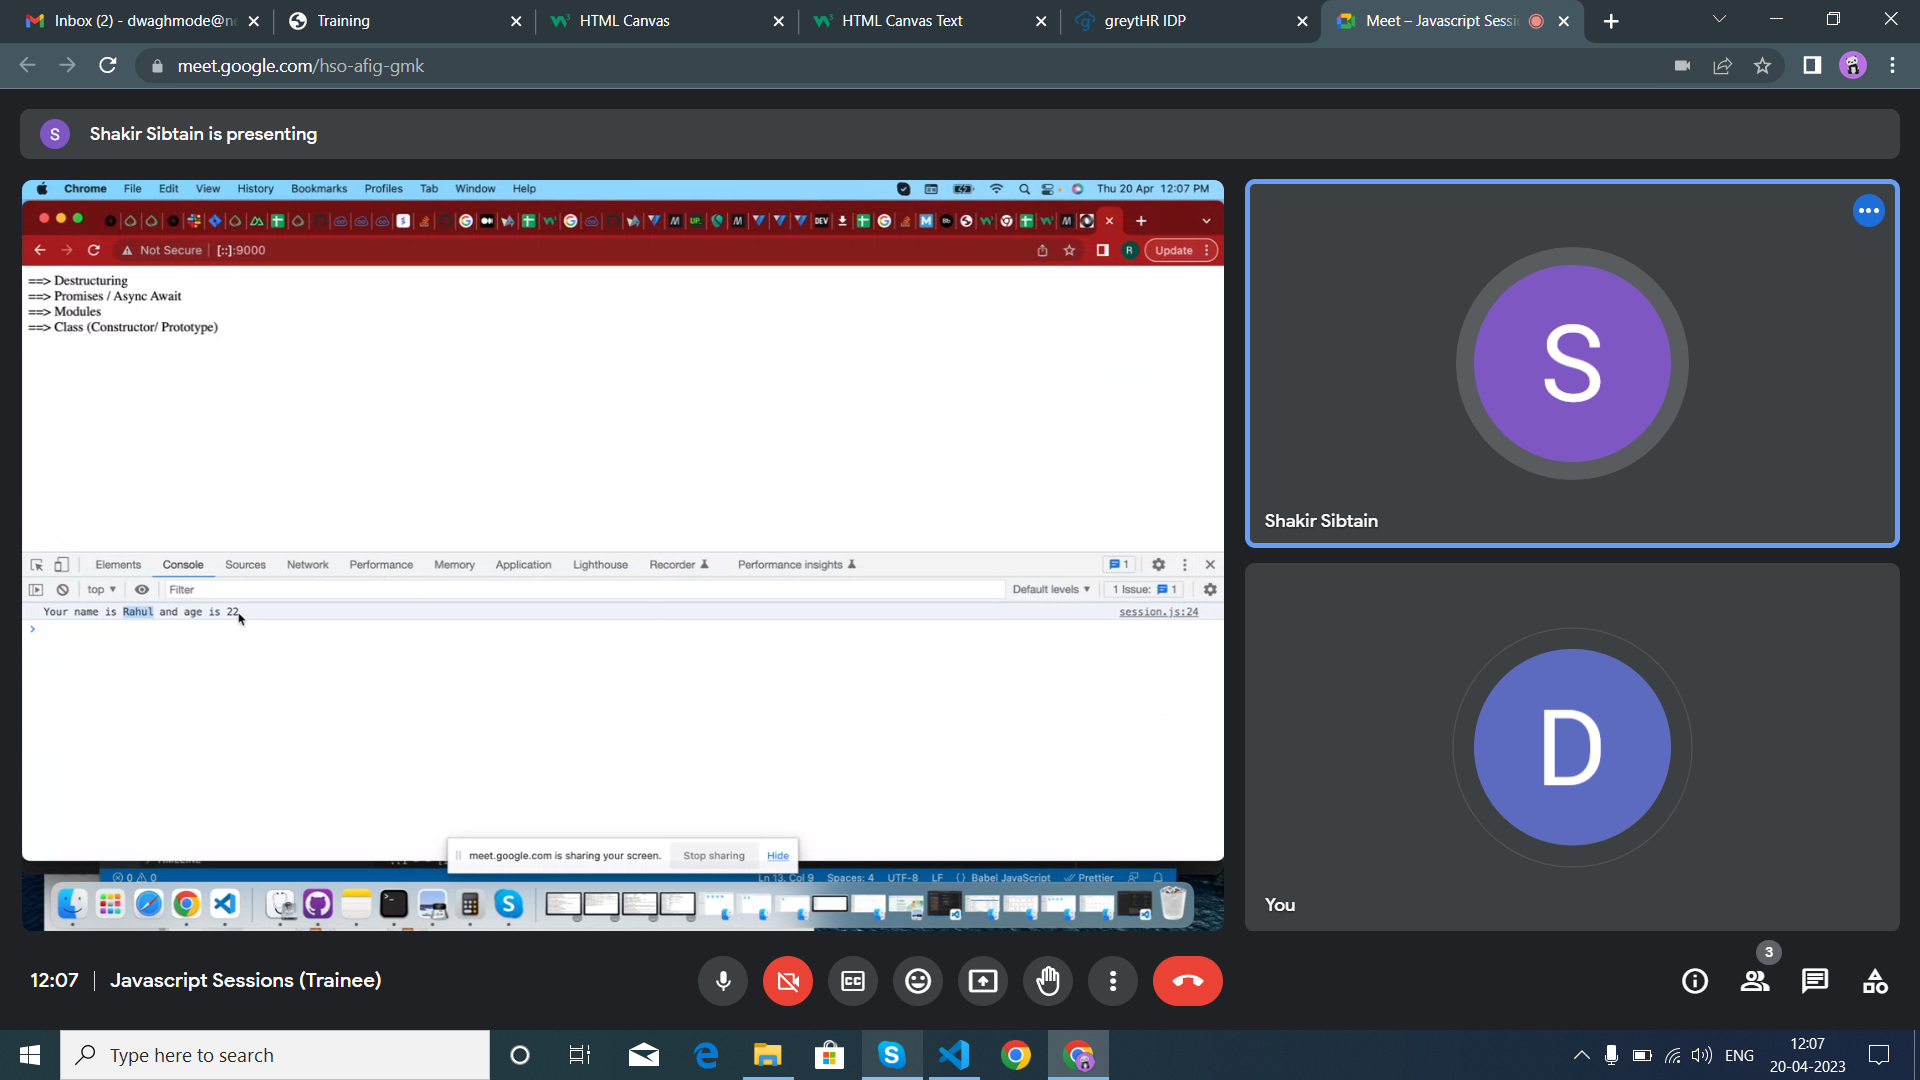 Inbox (2) - dwaghmode@ne
Training
HTML Canvas
HTML Canvas Text
greytHR IDP
Meet – Javascript Sessi
meet.google.com/hso-afig-gmk
S
Shakir Sibtain is presenting
Chrome File Edit View History Bookmarks Profiles Tab Window Help
Thu 20 Apr 12:07 PM
Not Secure [::]:9000
R
Update
==> Destructuring
==> Promises / Async Await
==> Modules
==> Class (Constructor/ Prototype)
Elements Console Sources Network Performance Memory Application Lighthouse Recorder Performance insights
1
top
Filter
Default levels
1 Issue: 1
Your name is Rahul and age is 22
session.js:24
meet.google.com is sharing your screen.
Stop sharing
Hide
0 0
Ln 13, Col 9 Spaces: 4 UTF-8 LF Babel JavaScript Prettier
S
Shakir Sibtain
D
You
12:07
Javascript Sessions (Trainee)
3
Type here to search
ENG
12:07
20-04-2023